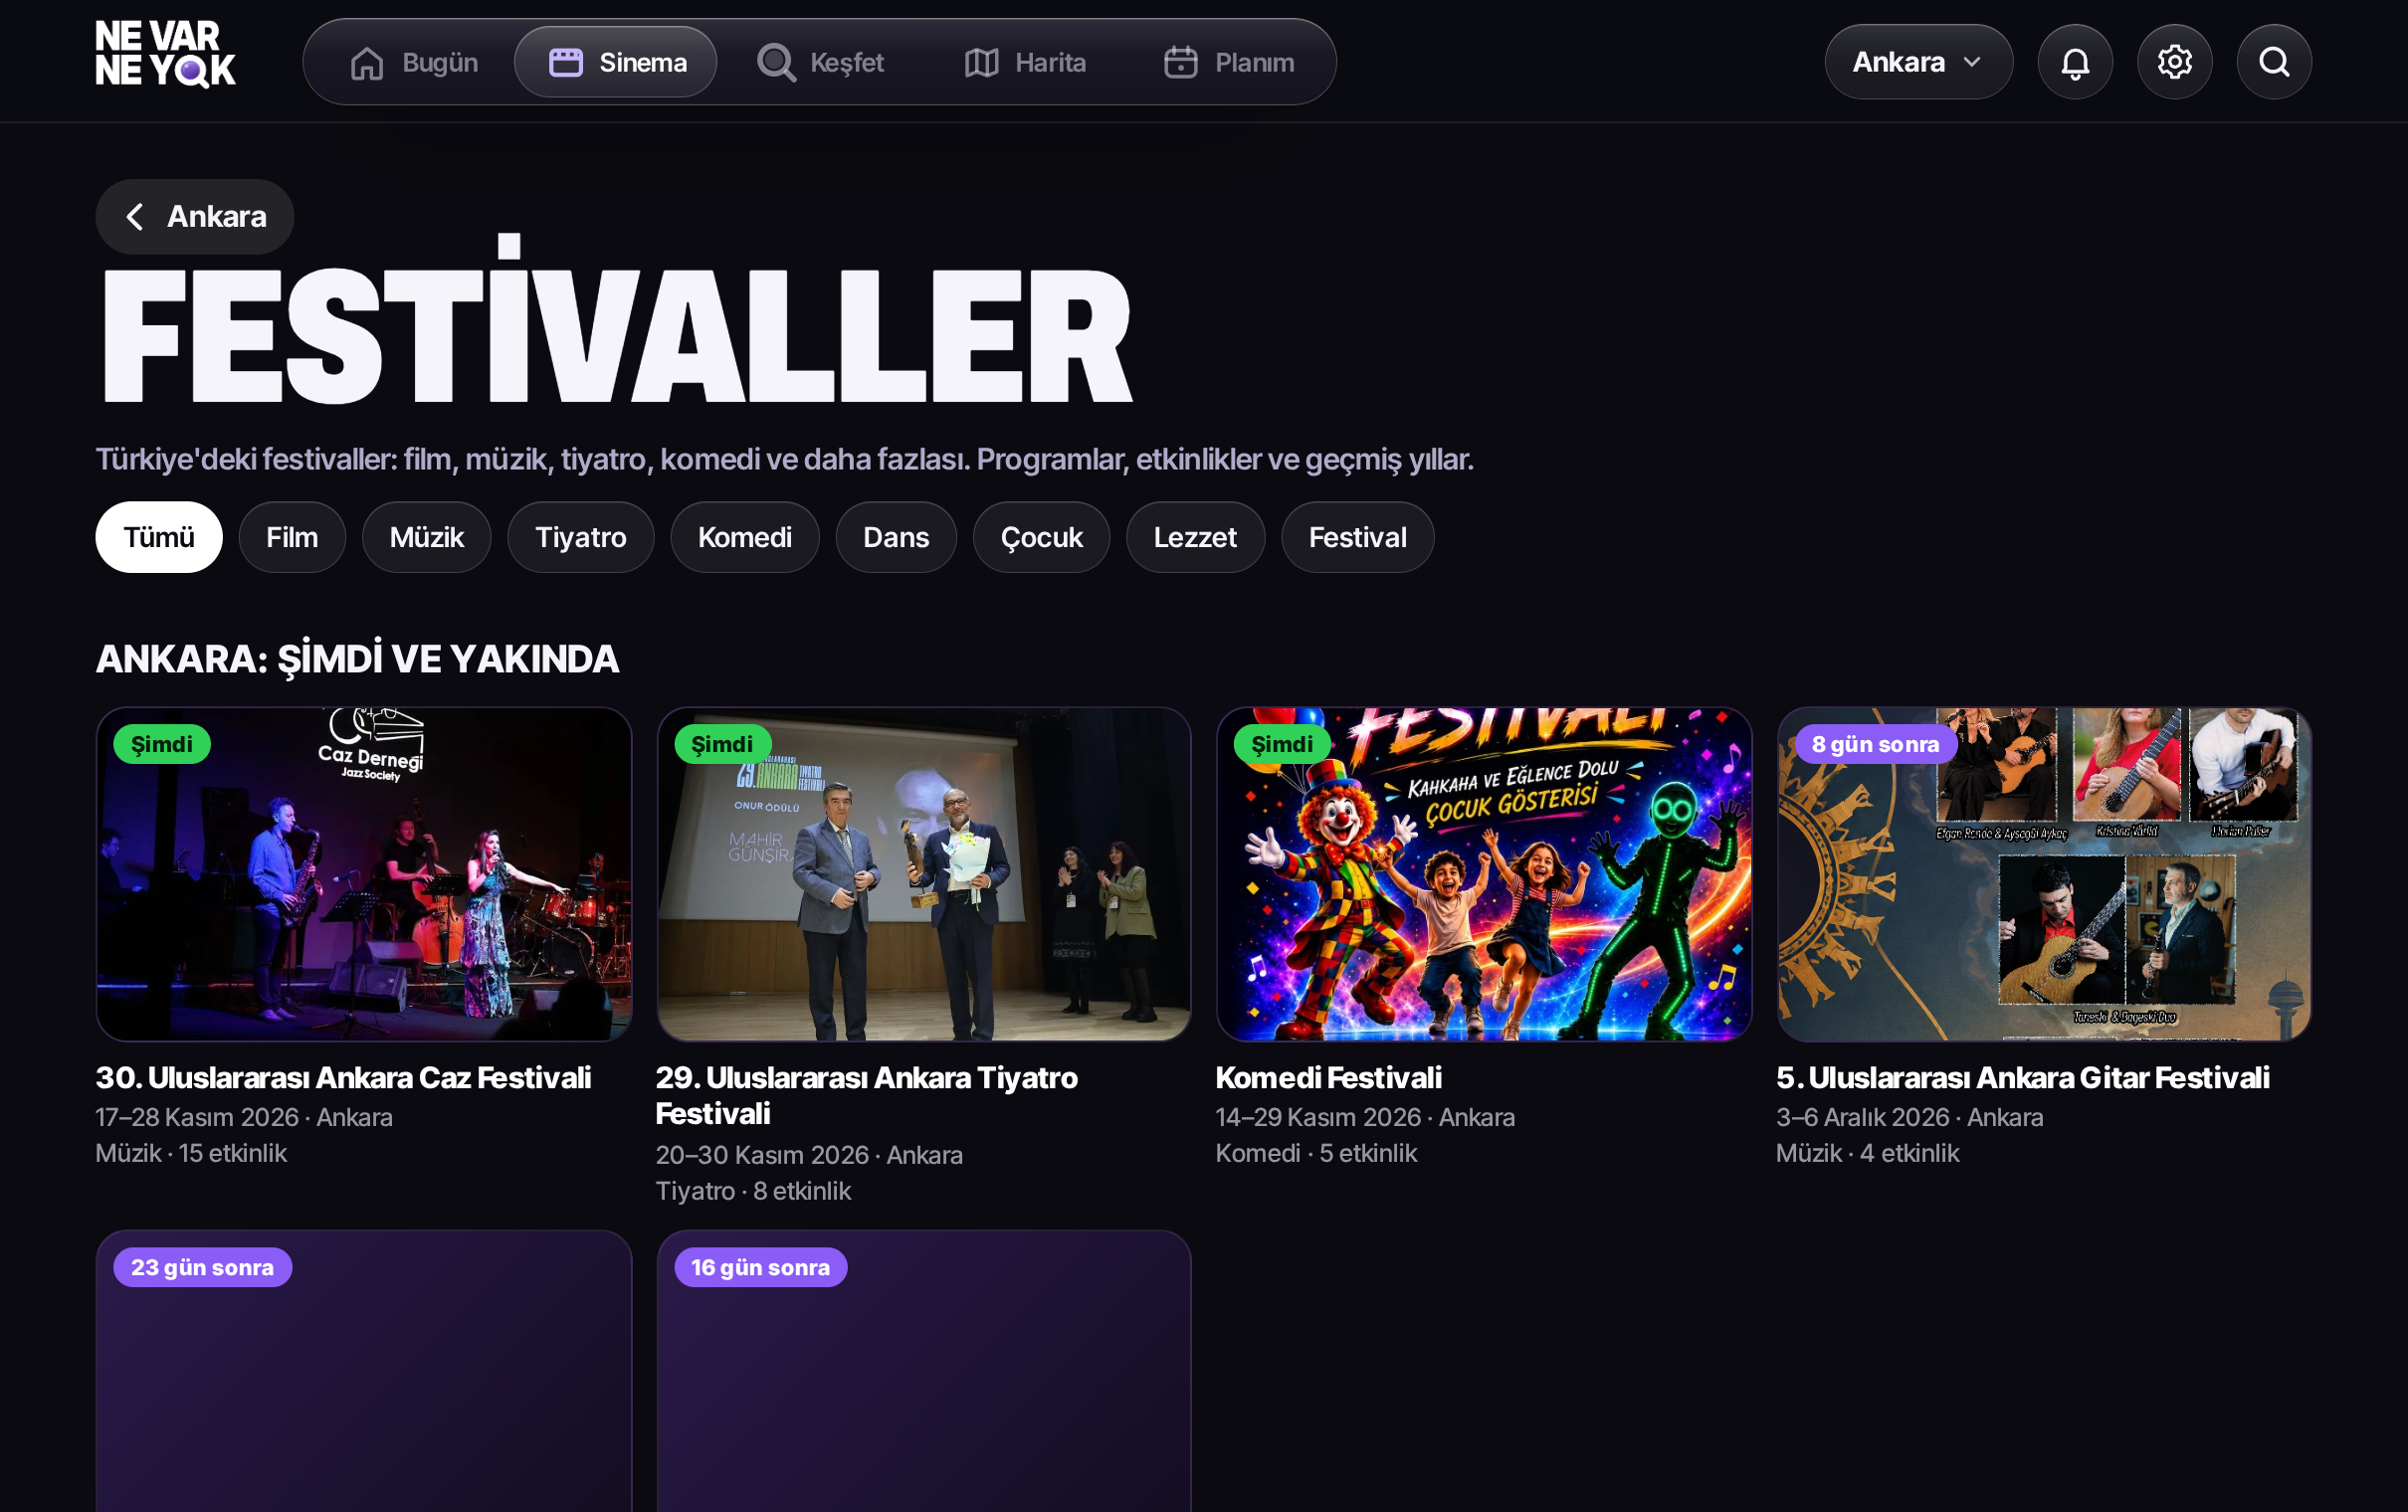 NE VAR
NE YOK
Bugün
Sinema
Keşfet
Harita
Planım
Ankara
Ankara
FESTİVALLER
Türkiye'deki festivaller: film, müzik, tiyatro, komedi ve daha fazlası. Programlar, etkinlikler ve geçmiş yıllar.
Tümü
Film
Müzik
Tiyatro
Komedi
Dans
Çocuk
Lezzet
Festival
ANKARA: ŞİMDİ VE YAKINDA
Şimdi
Caz Derneği
Jazz Society
Şimdi
29. ANKARA TİYATRO
FESTİVALİ
ONUR ÖDÜLÜ
MAHİR
Şimdi
FESTİVALİ
KAHKAHA VE EĞLENCE DOLU
ÇOCUK GÖSTERİSİ
8 gün sonra
30. Uluslararası Ankara Caz Festivali
17–28 Kasım 2026 · Ankara
Müzik · 15 etkinlik
29. Uluslararası Ankara Tiyatro
Festivali
20–30 Kasım 2026 · Ankara
Tiyatro · 8 etkinlik
Komedi Festivali
14–29 Kasım 2026 · Ankara
Komedi · 5 etkinlik
5. Uluslararası Ankara Gitar Festivali
3–6 Aralık 2026 · Ankara
Müzik · 4 etkinlik
23 gün sonra
16 gün sonra